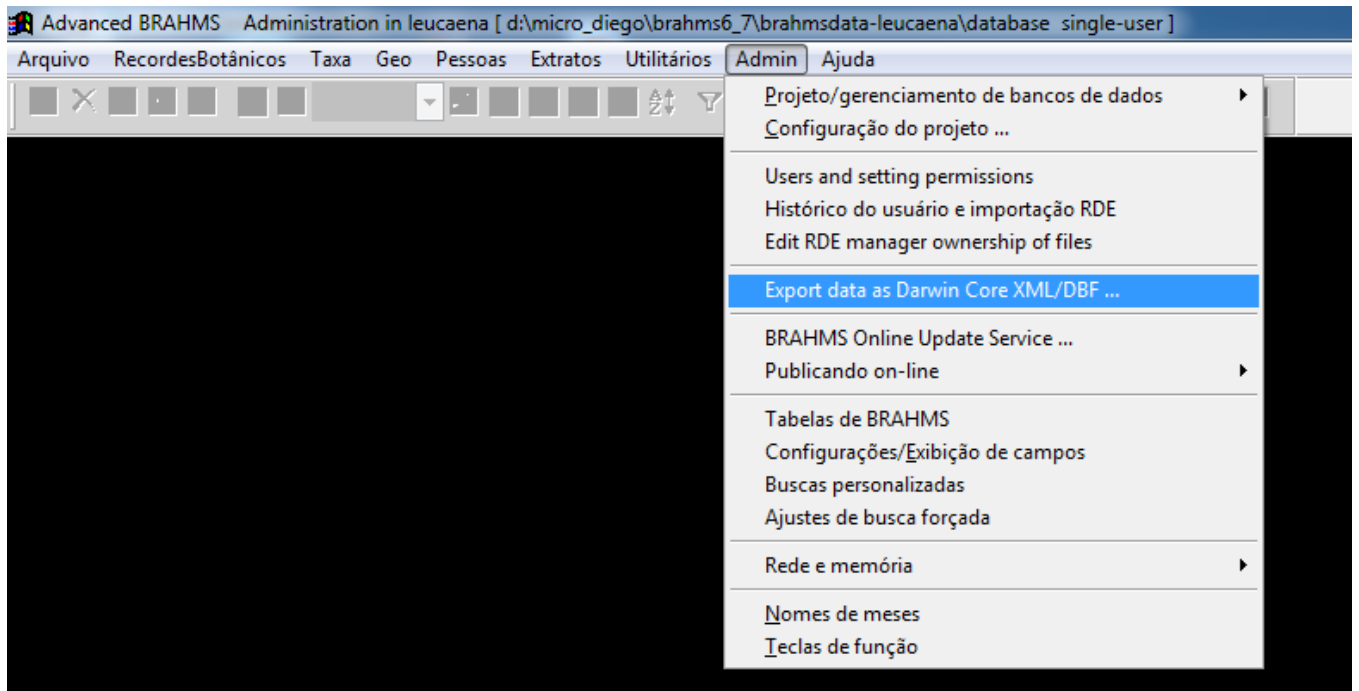 Advanced BRAHMS Administration in leucaena [ d:\micro_diego\brahms6_7\brahmsdata-leucaena\database single-user ]
Arquivo RecordesBotânicos Taxa Geo Pessoas Extratos Utilitários Admin Ajuda
Projeto/gerenciamento de bancos de dados
Configuração do projeto ...
Users and setting permissions
Histórico do usuário e importação RDE
Edit RDE manager ownership of files
Export data as Darwin Core XML/DBF ...
BRAHMS Online Update Service ...
Publicando on-line
Tabelas de BRAHMS
Configurações/Exibição de campos
Buscas personalizadas
Ajustes de busca forçada
Rede e memória
Nomes de meses
Teclas de função